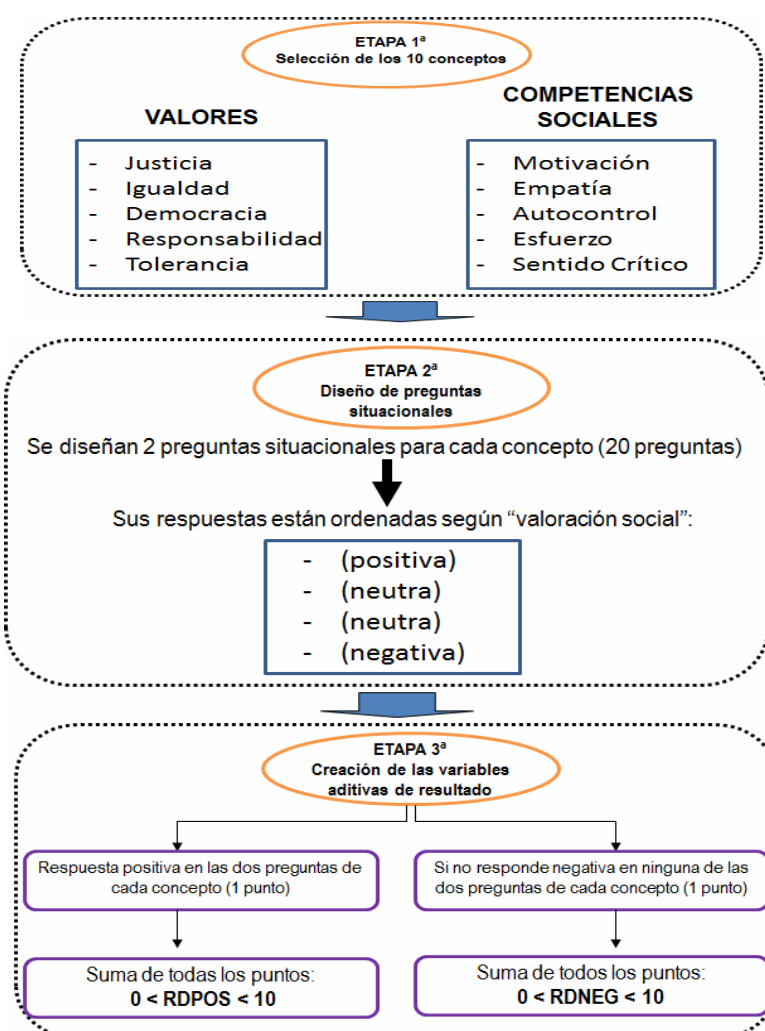 ETAPA 1ª
Selección de los 10 conceptos
VALORES
- Justicia
- Igualdad
- Democracia
- Responsabilidad
- Tolerancia
COMPETENCIAS
SOCIALES
- Motivación
- Empatía
- Autocontrol
- Esfuerzo
- Sentido Crítico
ETAPA 2ª
Diseño de preguntas
situacionales
Se diseñan 2 preguntas situacionales para cada concepto (20 preguntas)
Sus respuestas están ordenadas según “valoración social”:
- (positiva)
- (neutra)
- (neutra)
- (negativa)
ETAPA 3ª
Creación de las variables
aditivas de resultado
Respuesta positiva en las dos preguntas de
cada concepto (1 punto)
Si no responde negativa en ninguna de las
dos preguntas de cada concepto (1 punto)
Suma de todas los puntos:
0 < RDPOS < 10
Suma de todos los puntos:
0 < RDNEG < 10